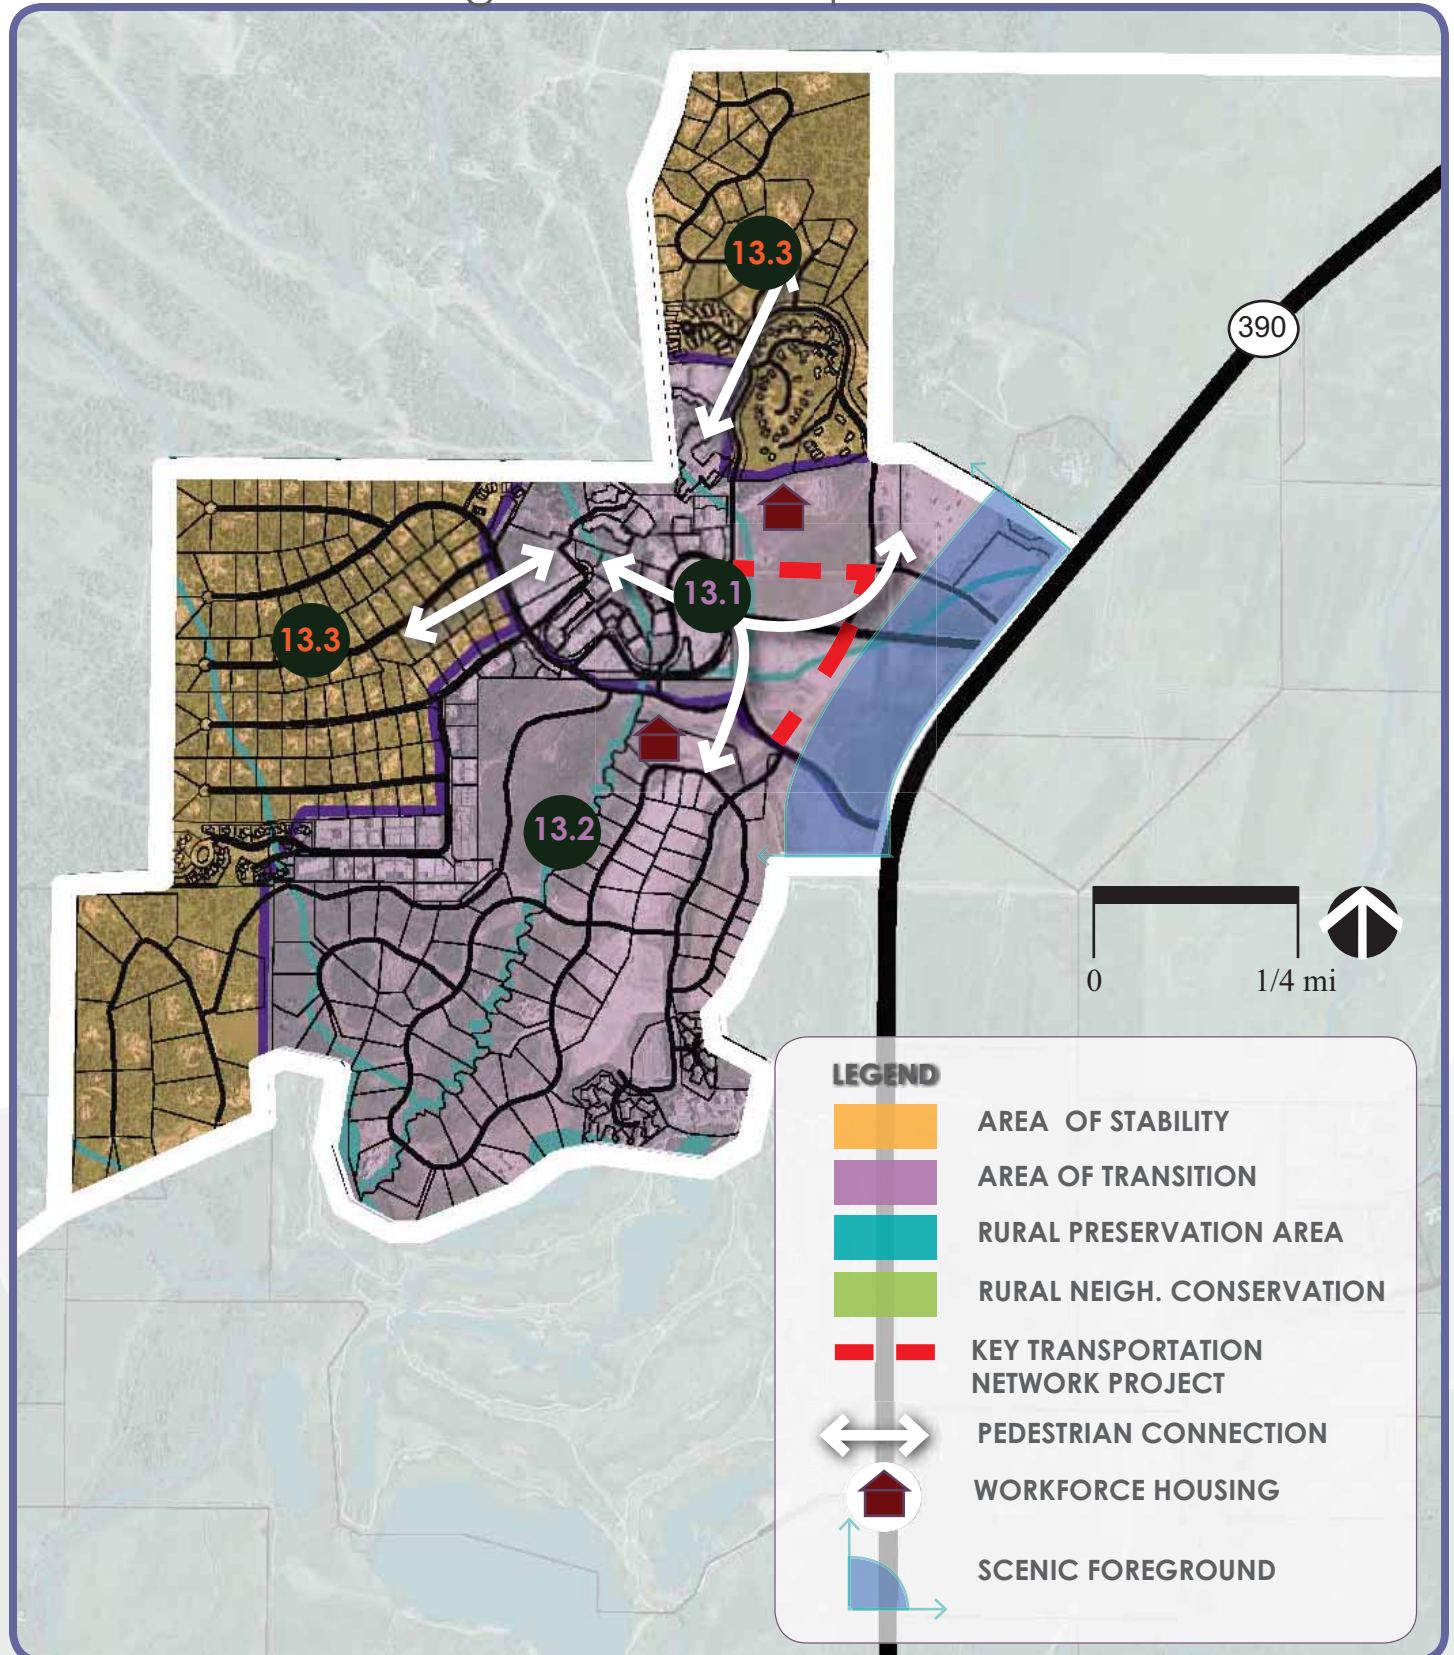 13.3
390
13.1
13.3
13.2
0 1/4 mi
LEGEND
AREA OF STABILITY
AREA OF TRANSITION
RURAL PRESERVATION AREA
RURAL NEIGH. CONSERVATION
KEY TRANSPORTATION
NETWORK PROJECT
PEDESTRIAN CONNECTION
WORKFORCE HOUSING
SCENIC FOREGROUND